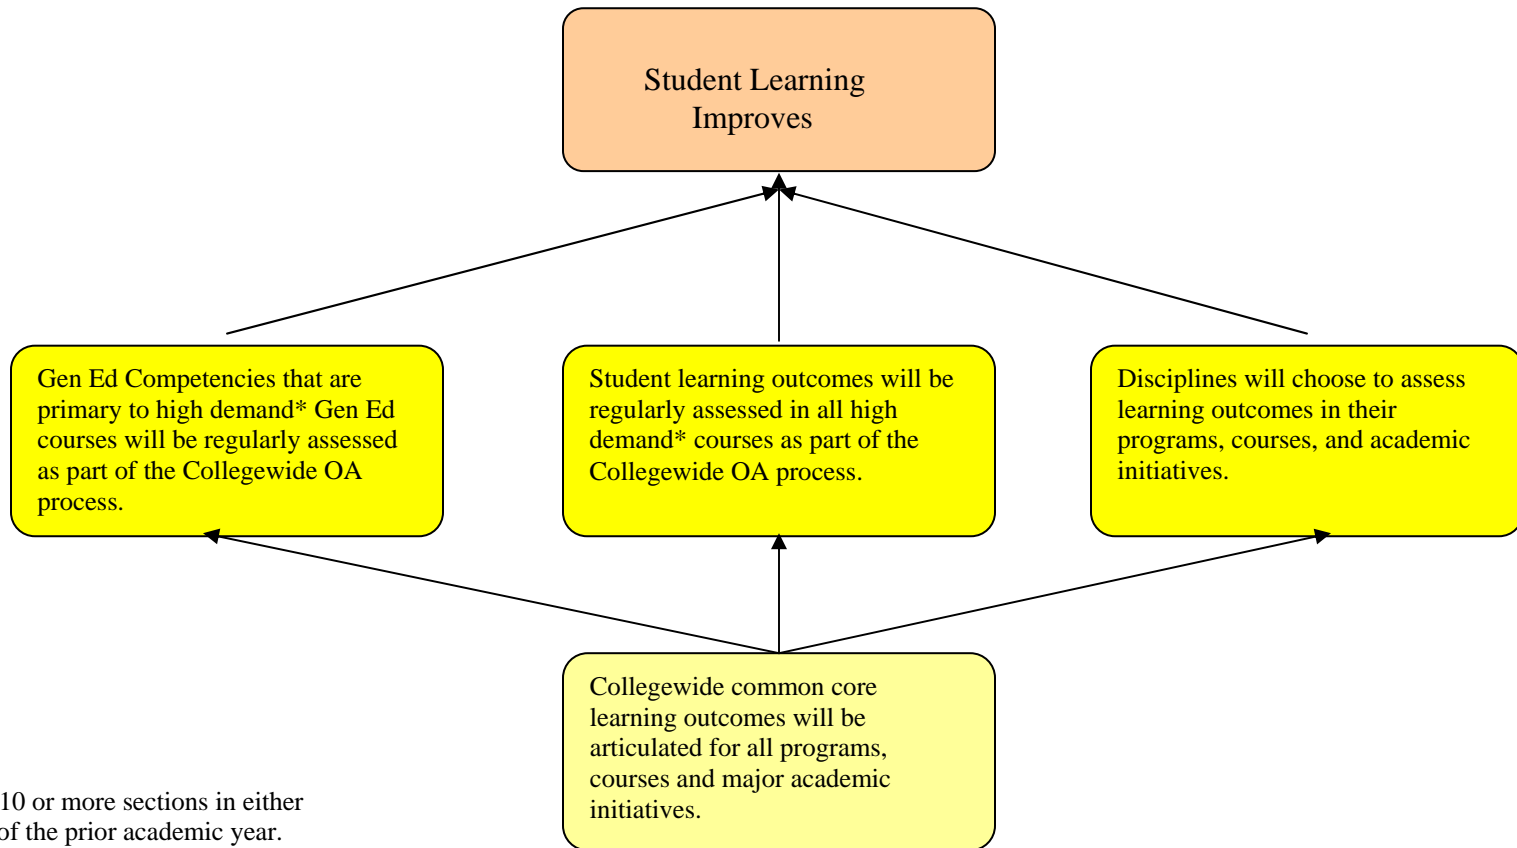 Student Learning
Improves
Gen Ed Competencies that are
primary to high demand* Gen Ed
courses will be regularly assessed
as part of the Collegewide OA
process.
Student learning outcomes will be
regularly assessed in all high
demand* courses as part of the
Collegewide OA process.
Disciplines will choose to assess
learning outcomes in their
programs, courses, and academic
initiatives.
Collegewide common core
learning outcomes will be
articulated for all programs,
courses and major academic
initiatives.
10 or more sections in either
of the prior academic year.